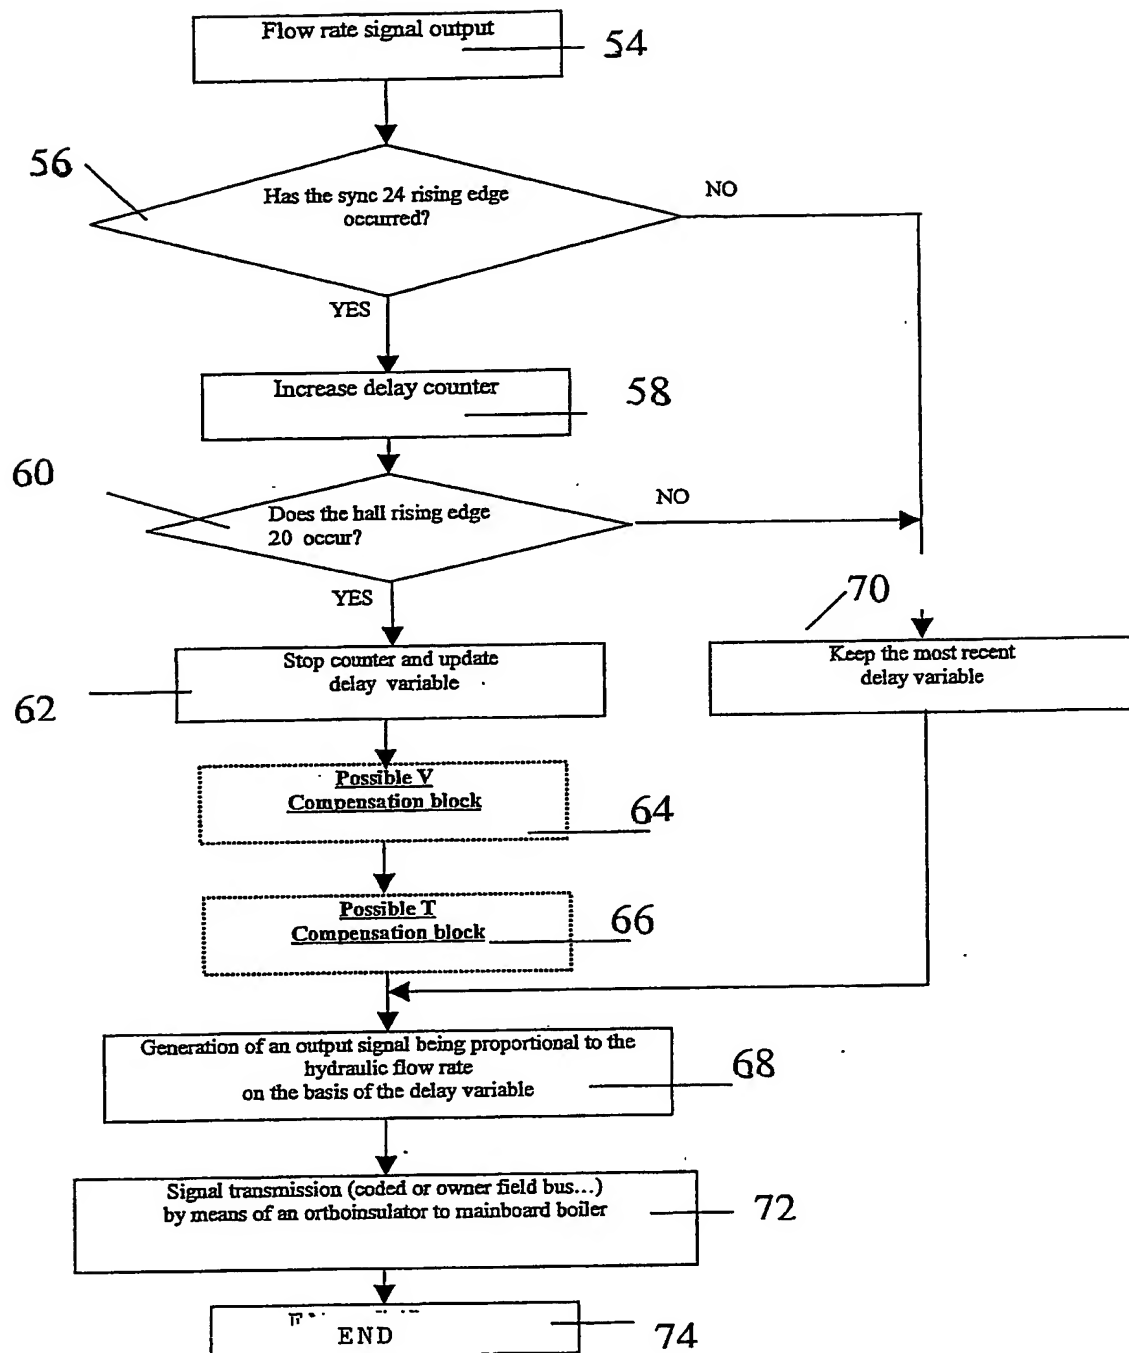 Flow rate signal output
54
56
Has the sync 24 rising edge
occurred?
NO
YES
Increase delay counter
58
60
Does the hall rising edge
20 occur?
NO
YES
70
Stop counter and update
delay variable
62
Keep the most recent
delay variable
Possible V
Compensation block
64
Possible T
Compensation block
66
Generation of an output signal being proportional to the
hydraulic flow rate
on the basis of the delay variable
68
Signal transmission (coded or owner field bus...)
by means of an ortoinsulator to mainboard boiler
72
END
74